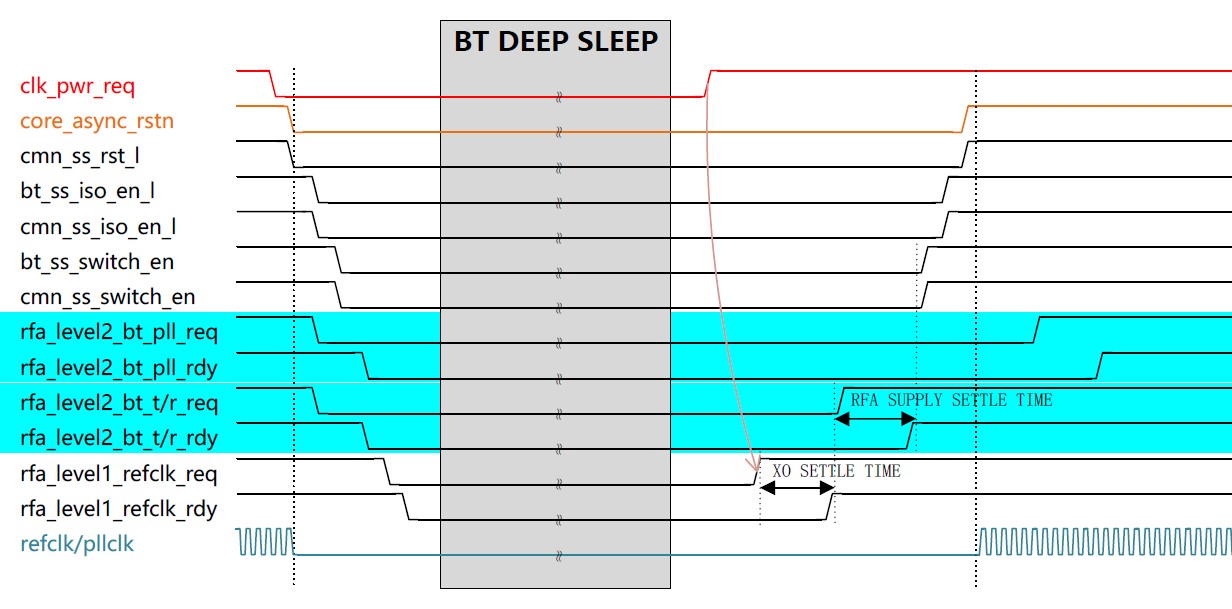 BT DEEP SLEEP
clk_pwr_req
core_async_rstn
cmn_ss_rst_l
bt_ss_iso_en_l
cmn_ss_iso_en_l
bt_ss_switch_en
cmn_ss_switch_en
rfa_level2_bt_pll_req
rfa_level2_bt_pll_rdy
rfa_level2_bt_t/r_req
RFA SUPPLY SETTLE TIME
rfa_level2_bt_t/r_rdy
rfa_level1_refclk_req
XO SETTLE TIME
rfa_level1_refclk_rdy
refclk/pllclk